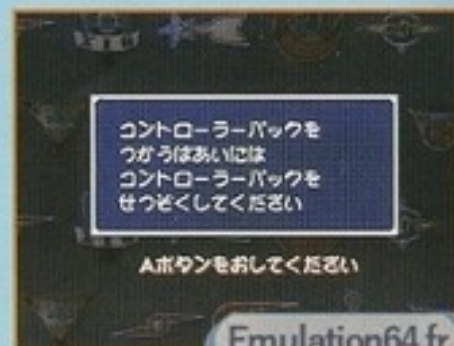 コントローラーパックを
つかうばあいには
コントローラーパックを
せつぞくしてください
Aボタンをおしてください
Emulation64.fr